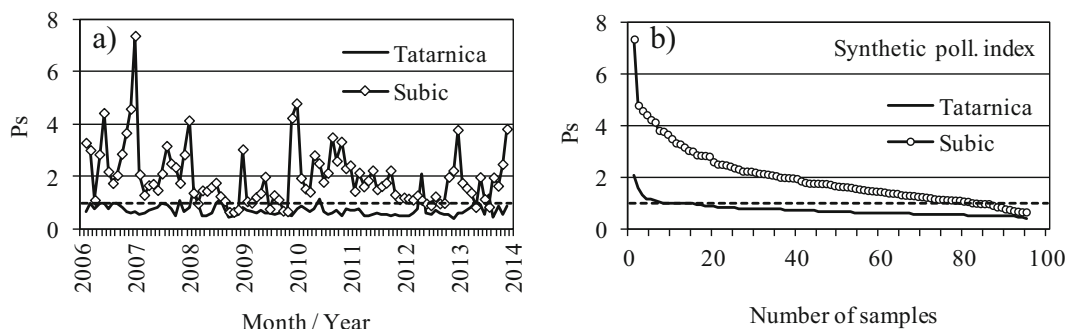 a)
Tatarnica
Subic
Ps
8
6
4
2
0
2006
2007
2008
2009
2010
2011
2012
2013
2014
Month / Year
b)
Synthetic poll. index
Tatarnica
Subic
Ps
8
6
4
2
0
0
20
40
60
80
100
Number of samples